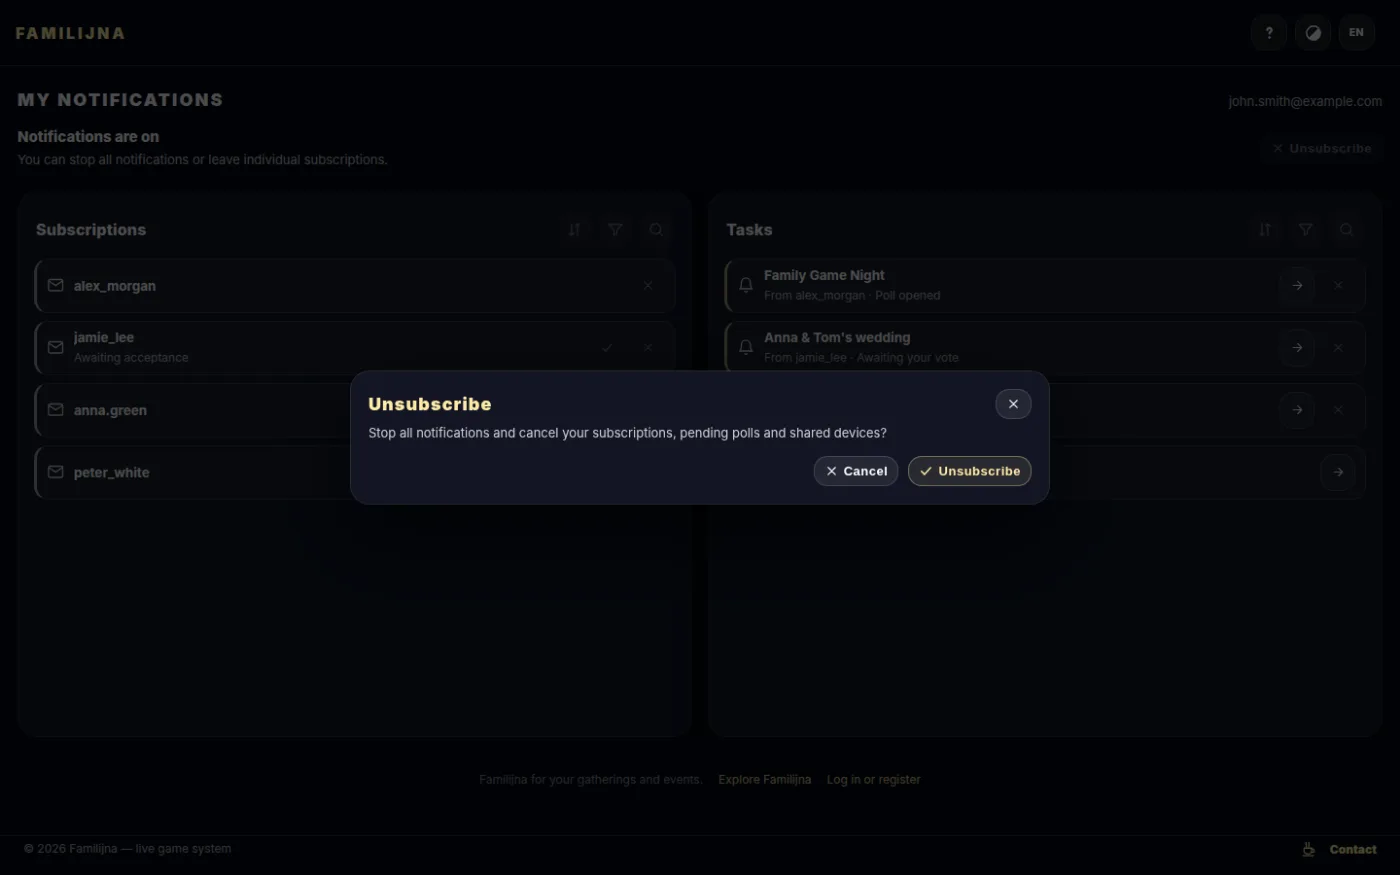 FAMILIJNA
?
EN
MY NOTIFICATIONS
john.smith@example.com
Notifications are on
You can stop all notifications or leave individual subscriptions.
Unsubscribe
Subscriptions
alex_morgan
jamie_lee
Awaiting acceptance
anna.green
peter_white
Tasks
Family Game Night
From alex_morgan · Poll opened
Anna & Tom's wedding
From jamie_lee · Awaiting your vote
Unsubscribe
Stop all notifications and cancel your subscriptions, pending polls and shared devices?
Cancel
Unsubscribe
Familijna for your gatherings and events. Explore Familijna Log in or register
© 2026 Familijna — live game system
Contact